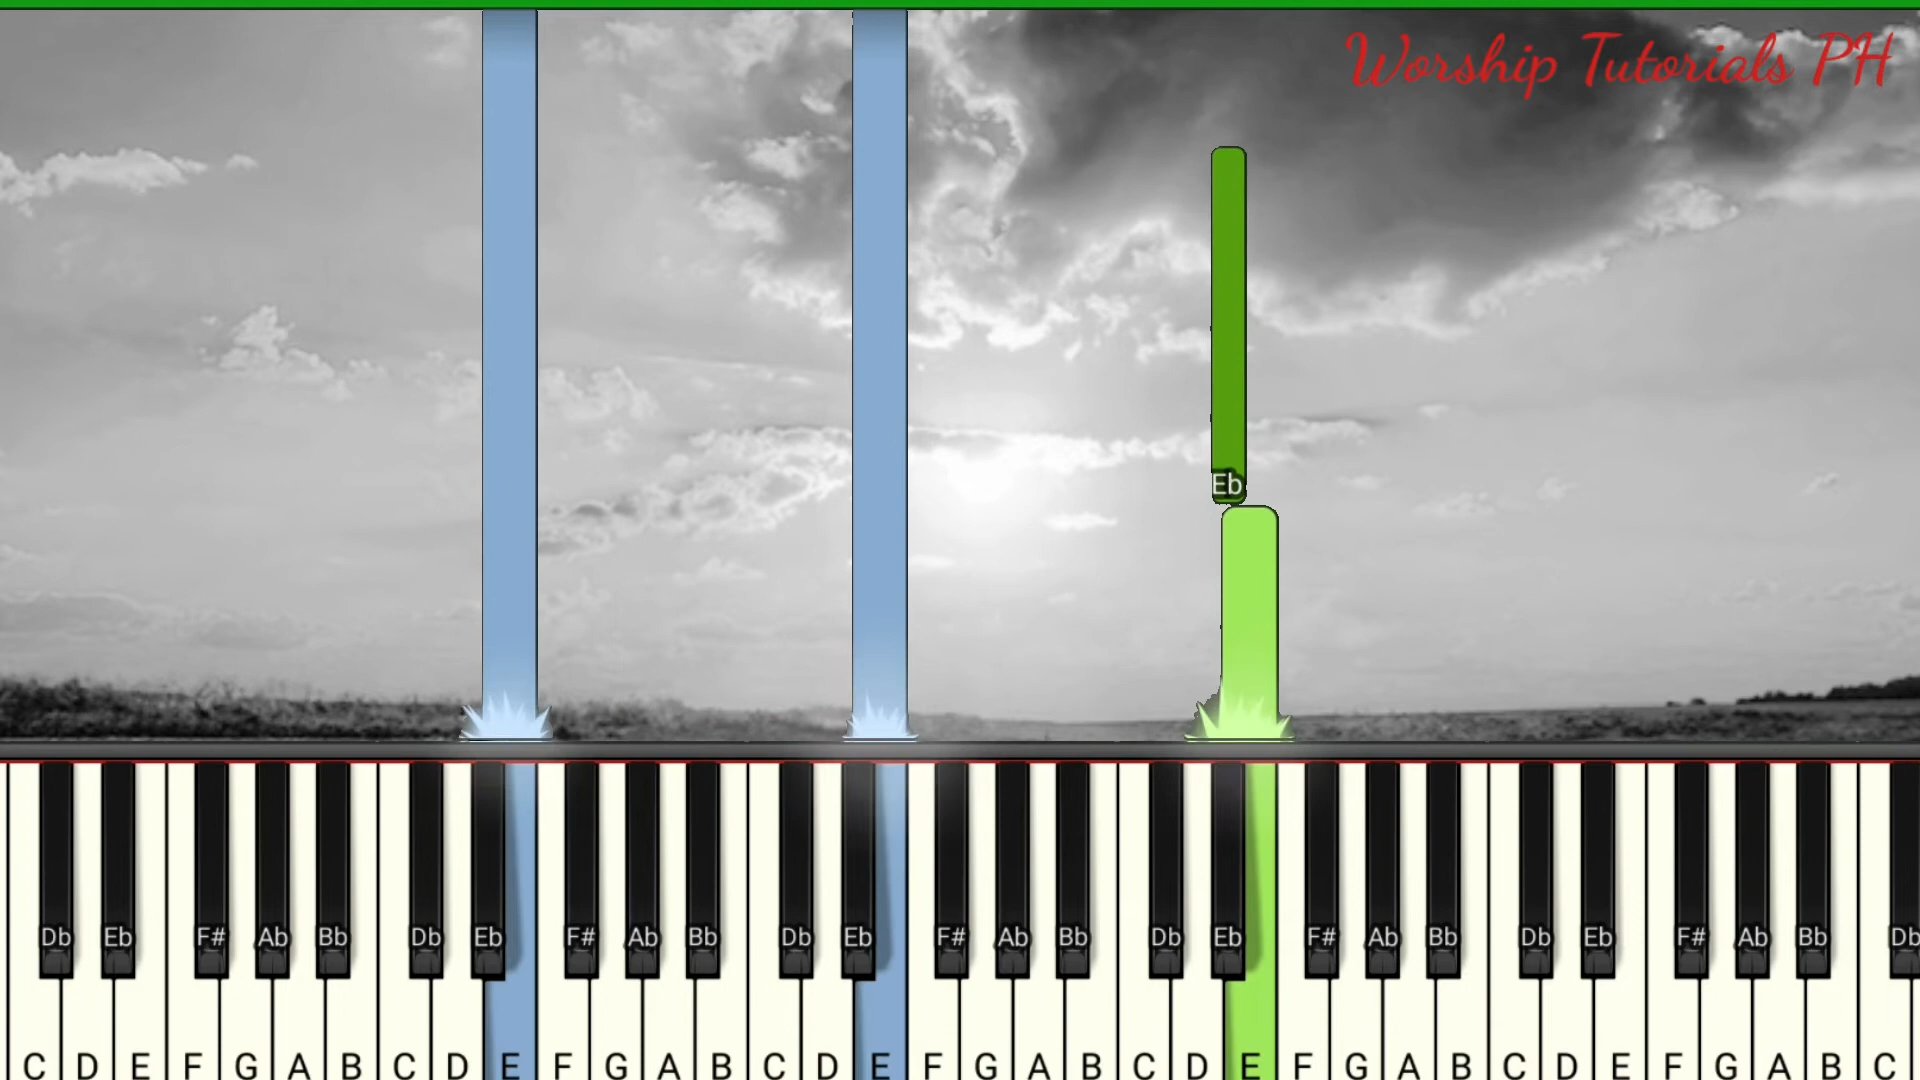 Worship Tutorials PH
Eb
Db Eb F# Ab Bb Db Eb F# Ab Bb Db Eb F# Ab Bb Db Eb F# Ab Bb Db Eb F# Ab Bb Db
C D E F G A B C D E F G A B C D E F G A B C D E F G A B C D E F G A B C